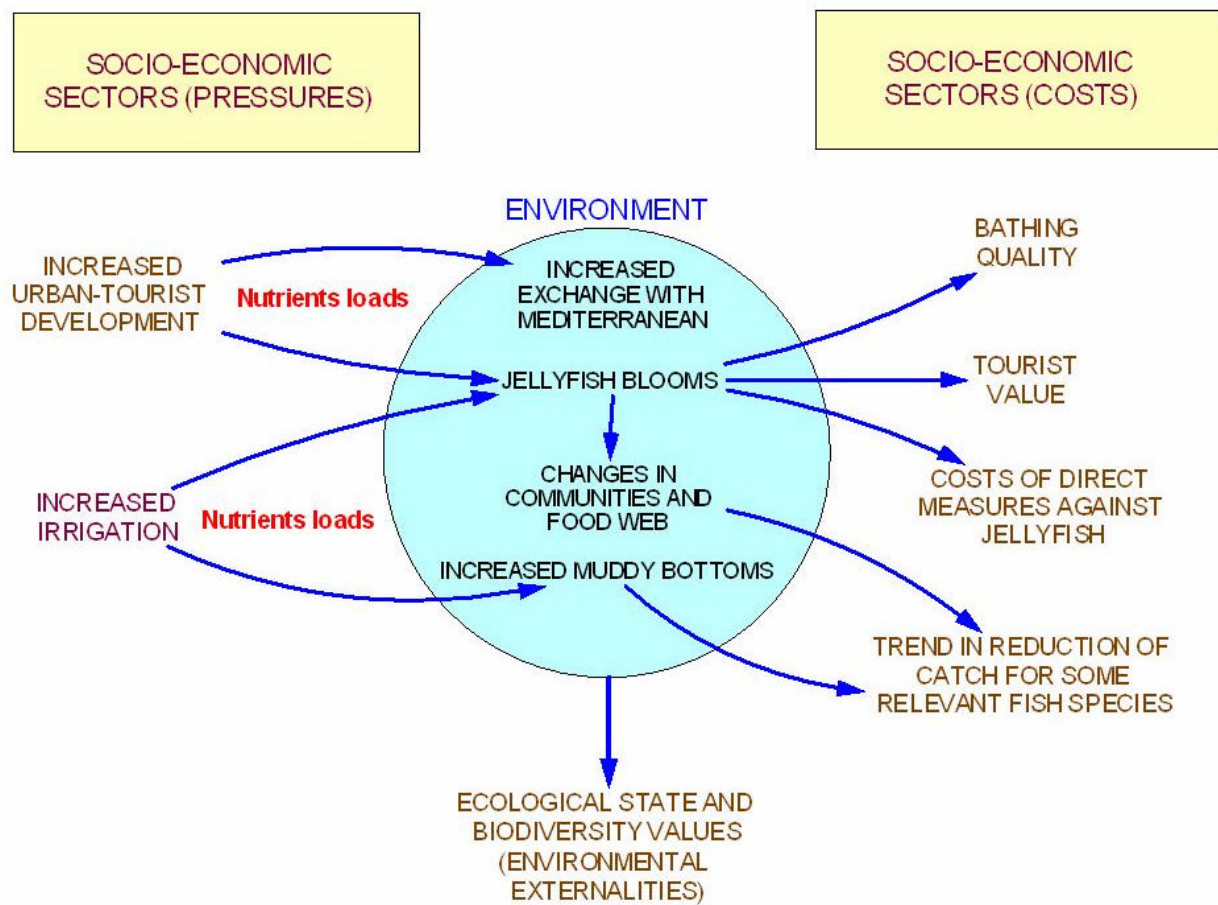 SOCIO-ECONOMIC
SECTORS (PRESSURES)
SOCIO-ECONOMIC
SECTORS (COSTS)
ENVIRONMENT
INCREASED
URBAN-TOURIST
DEVELOPMENT
Nutrients loads
INCREASED
EXCHANGE WITH
MEDITERRANEAN
BATHING
QUALITY
JELLYFISH BLOOMS
TOURIST
VALUE
INCREASED
IRRIGATION
Nutrients loads
CHANGES IN
COMMUNITIES AND
FOOD WEB
COSTS OF DIRECT
MEASURES AGAINST
JELLYFISH
INCREASED MUDDY BOTTOMS
TREND IN REDUCTION OF
CATCH FOR SOME
RELEVANT FISH SPECIES
ECOLOGICAL STATE AND
BIODIVERSITY VALUES
(ENVIRONMENTAL
EXTERNALITIES)